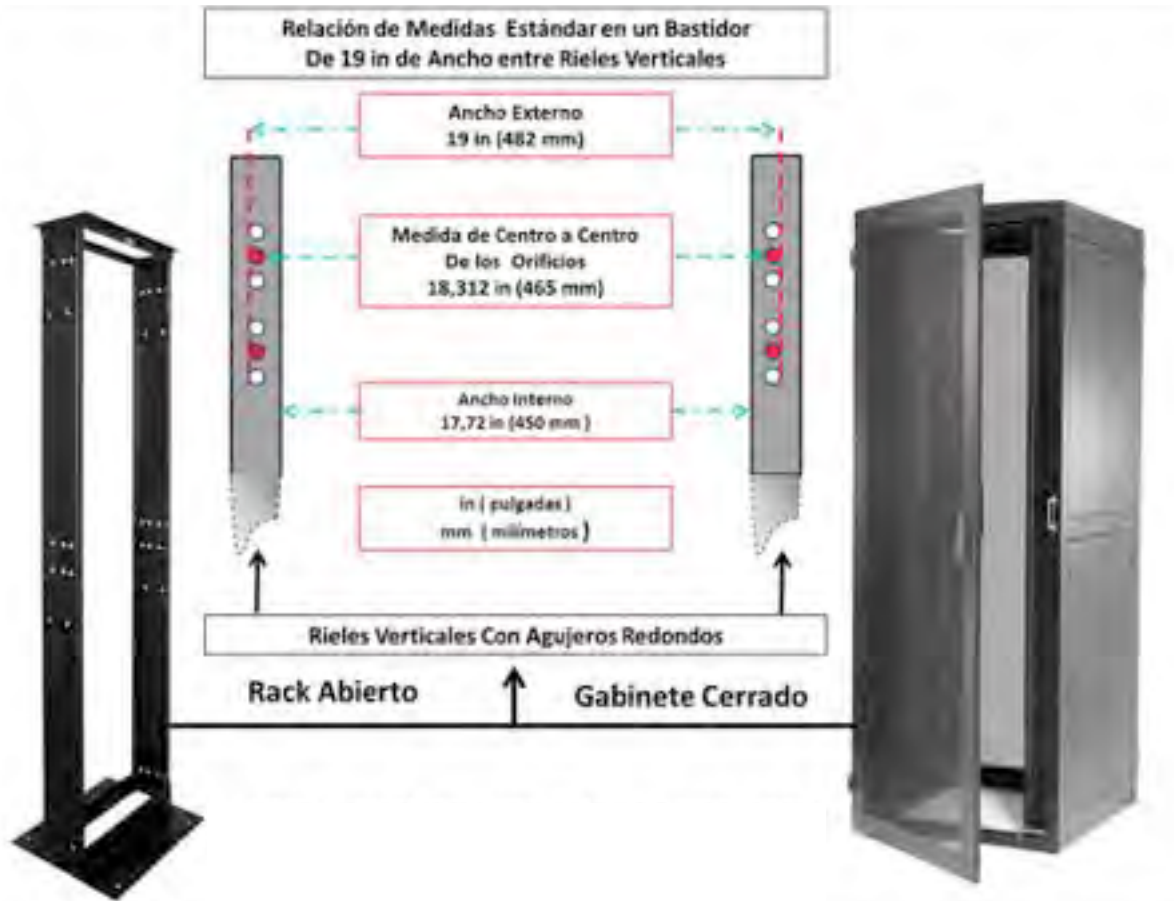 Relación de Medidas Estándar en un Bastidor
De 19 in de Ancho entre Rieles Verticales
Ancho Externo
19 in (482 mm)
Medida de Centro a Centro
De los Orificios
18,312 in (465 mm)
Ancho Interno
17,72 in (450 mm )
in ( pulgadas )
mm ( milímetros )
Rieles Verticales Con Agujeros Redondos
Rack Abierto
Gabinete Cerrado